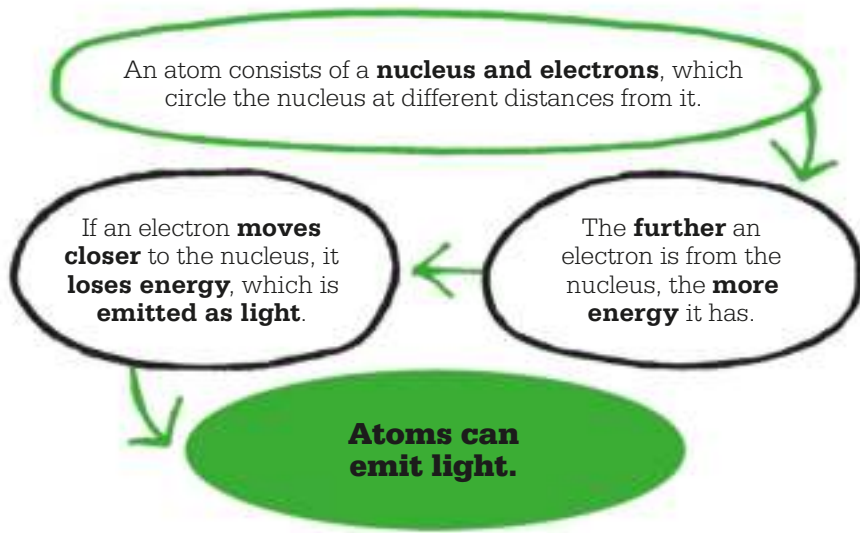 An atom consists of a nucleus and electrons, which
circle the nucleus at different distances from it.
The further an
electron is from the
nucleus, the more
energy it has.
If an electron moves
closer to the nucleus, it
loses energy, which is
emitted as light.
Atoms can
emit light.